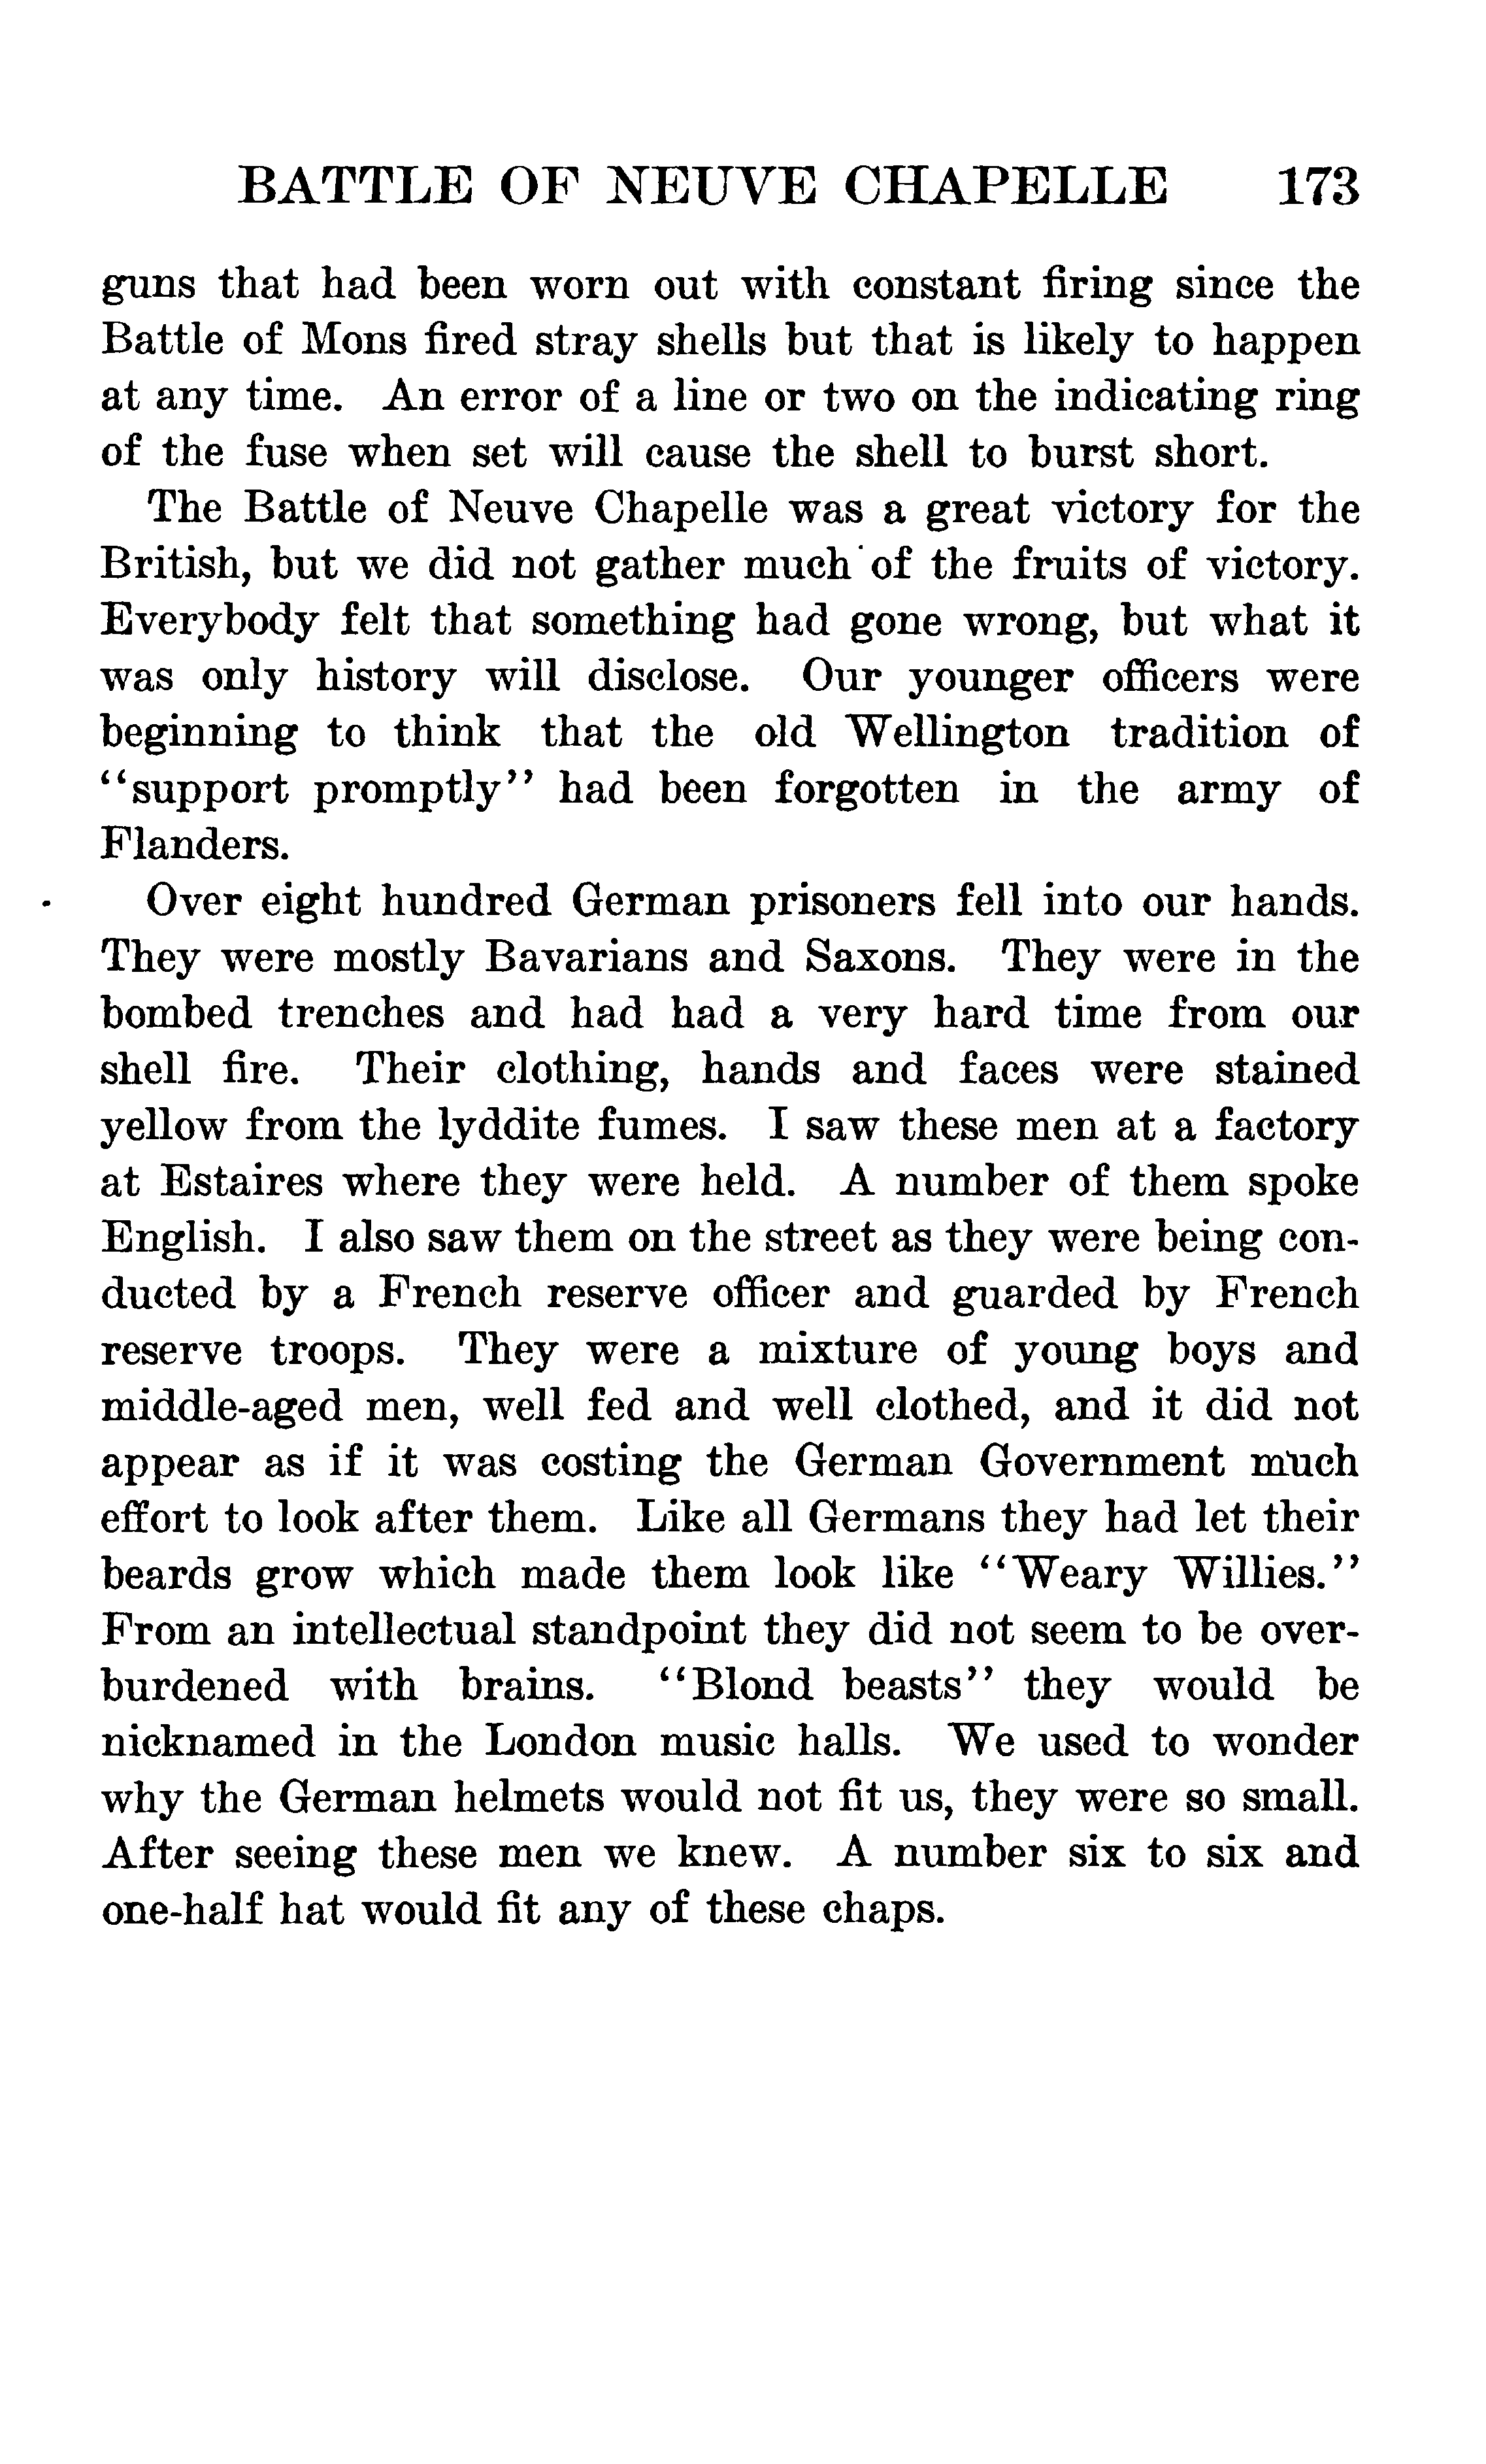 BATTLE OF NEUVE CHAPELLE 173
guns that had been worn out with constant firing since the
Battle of Mons fired stray shells but that is likely to happen
at any time. An error of a line or two on the indicating ring
of the fuse when set will cause the shell to burst short.
The Battle of Neuve Chapelle was a great victory for the
British, but we did not gather much of the fruits of victory.
Everybody felt that something had gone wrong, but what it
was only history will disclose. Our younger officers were
beginning to think that the old Wellington tradition of
"support promptly" had been forgotten in the army of
Flanders.
Over eight hundred German prisoners fell into our hands.
They were mostly Bavarians and Saxons. They were in the
bombed trenches and had had a very hard time from our
shell fire. Their clothing, hands and faces were stained
yellow from the lyddite fumes. I saw these men at a factory
at Estaires where they were held. A number of them spoke
English. I also saw them on the street as they were being con-
ducted by a French reserve officer and guarded by French
reserve troops. They were a mixture of young boys and
middle-aged men, well fed and well clothed, and it did not
appear as if it was costing the German Government much
effort to look after them. Like all Germans they had let their
beards grow which made them look like "Weary Willies."
From an intellectual standpoint they did not seem to be over-
burdened with brains. "Blond beasts" they would be
nicknamed in the London music halls. We used to wonder
why the German helmets would not fit us, they were so small.
After seeing these men we knew. A number six to six and
one-half hat would fit any of these chaps.